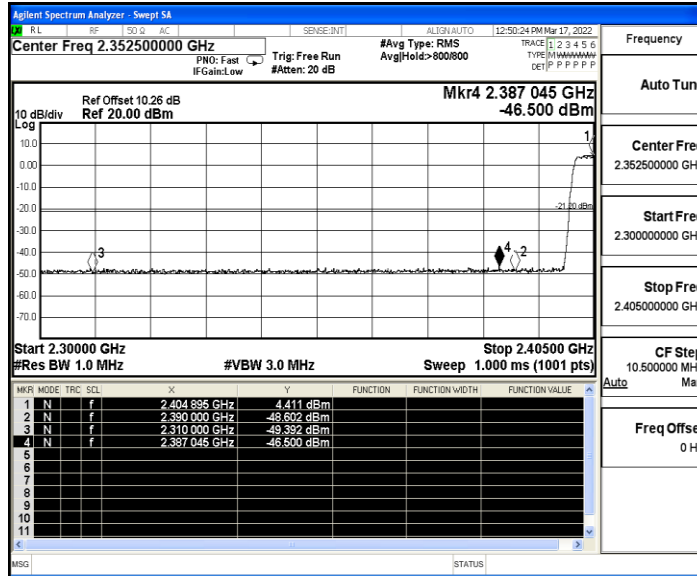 Agilent Spectrum Analyzer - Swept SA
RL RF 50 Ω AC SENSE:INT ALIGNAUTO 12:50:24 PM Mar 17, 2022
Center Freq 2.352500000 GHz
PNO: Fast
IFGain:Low
Trig: Free Run
#Atten: 20 dB
#Avg Type: RMS
Avg|Hold:>800/800
TRACE 1 2 3 4 5 6
TYPE M
DET P P P P P P
Ref Offset 10.26 dB
Ref 20.00 dBm
10 dB/div
Log
Mkr4 2.387 045 GHz
-46.500 dBm
10.0
0.00
-10.0
-20.0
-30.0
-40.0
-50.0
-60.0
-70.0
1
-21.20 dBm
3
4
2
Start 2.30000 GHz Stop 2.40500 GHz
#Res BW 1.0 MHz #VBW 3.0 MHz Sweep 1.000 ms (1001 pts)
MKR MODE TRC SCL X Y FUNCTION FUNCTION WIDTH FUNCTION VALUE
1 N f 2.404 895 GHz 4.411 dBm
2 N f 2.390 000 GHz -48.602 dBm
3 N f 2.310 000 GHz -49.392 dBm
4 N f 2.387 045 GHz -46.500 dBm
5
6
7
8
9
10
11
MSG STATUS
Frequency
Auto Tun
Center Fre
2.352500000 GH
Start Fre
2.300000000 GH
Stop Fre
2.405000000 GH
CF Step
10.500000 MH
Auto Ma
Freq Offse
0 H